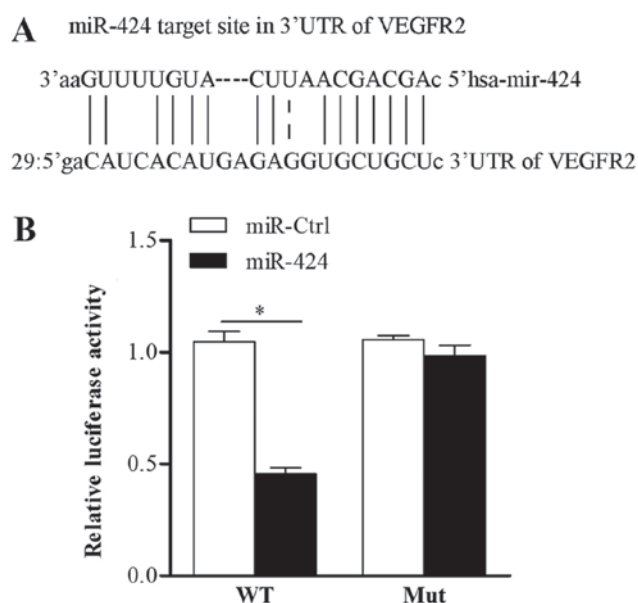 A miR-424 target site in 3'UTR of VEGFR2
3'aaGUUUUGUA----CUUAACGACGAc 5'hsa-mir-424
29:5'gaCAUCACAUGAGAGGUGCUGCUc 3'UTR of VEGFR2
B
miR-Ctrl
miR-424
Relative luciferase activity
1.5
1.0
0.5
0.0
*
WT Mut